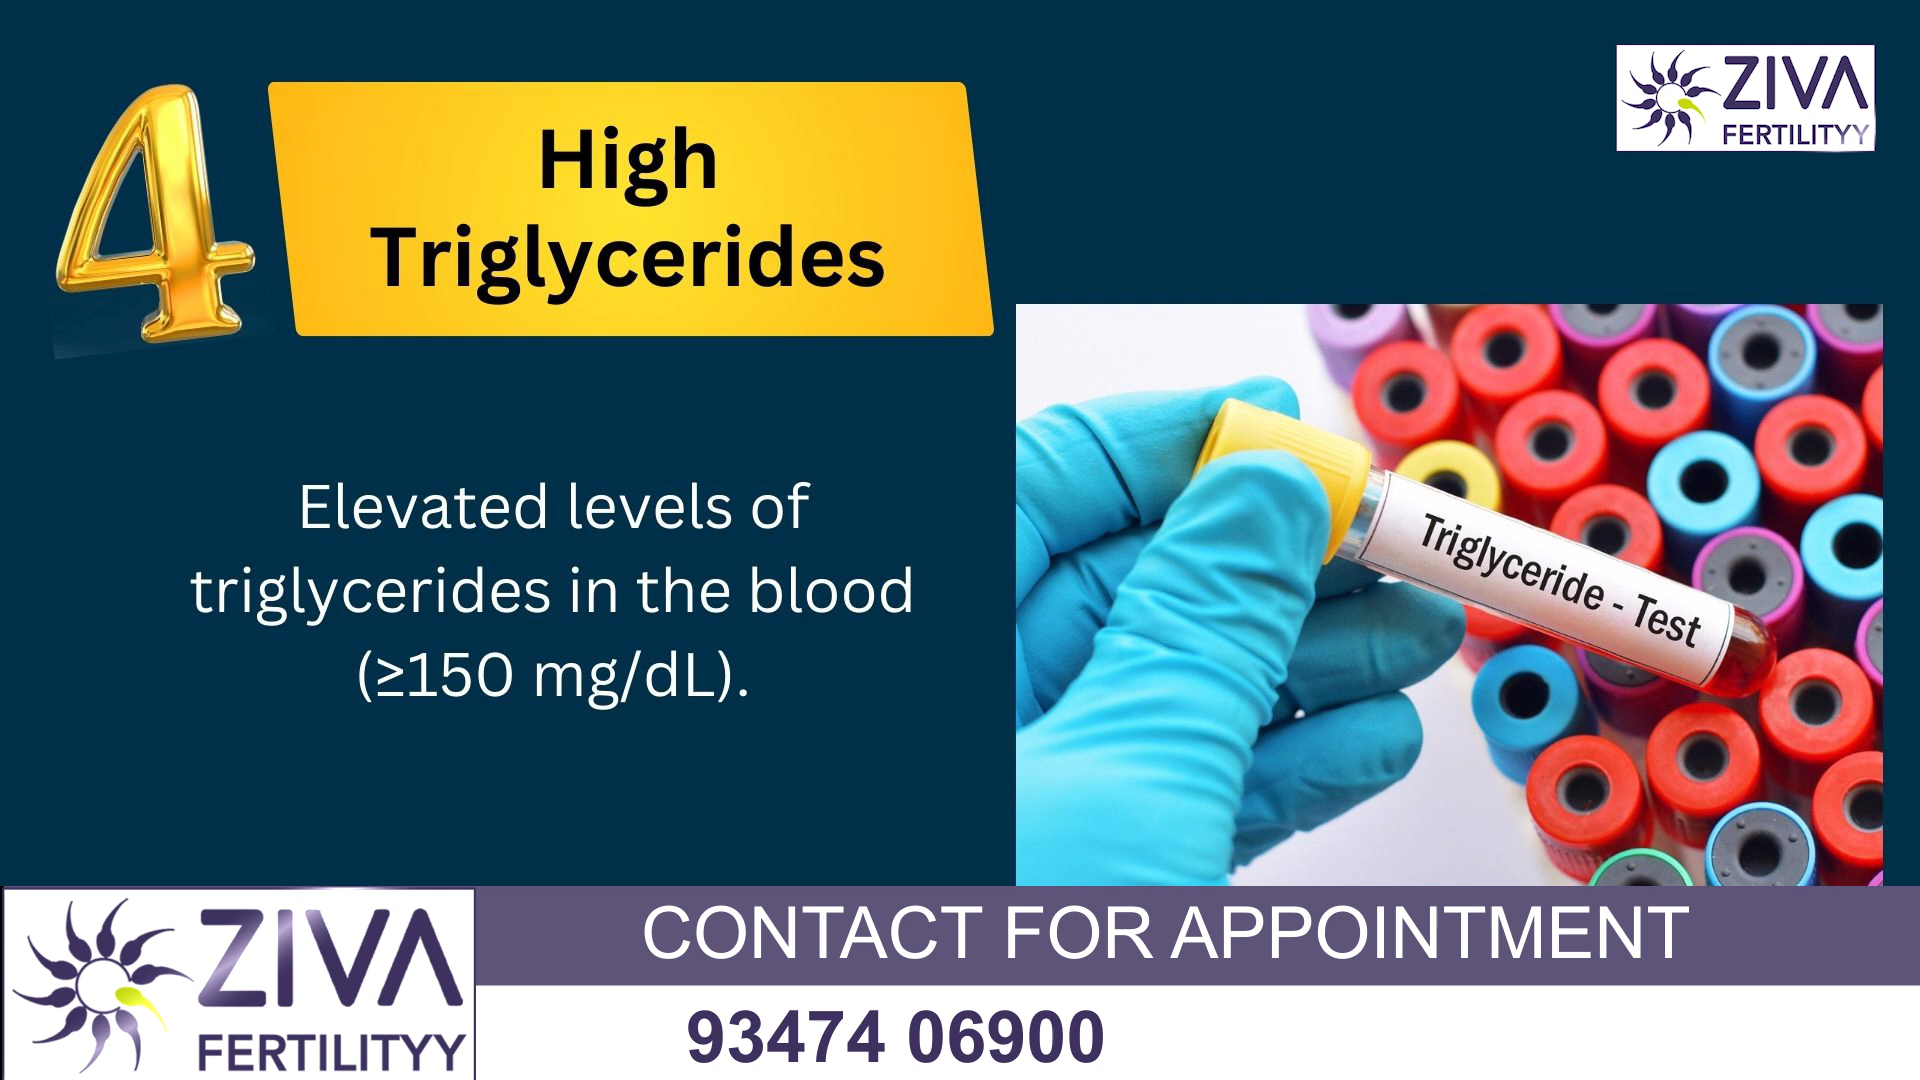 4
High
Triglycerides
ZIVA
FERTILITYY
Elevated levels of
triglycerides in the blood
(≥150 mg/dL).
Triglyceride - Test
ZIVA
FERTILITYY
CONTACT FOR APPOINTMENT
93474 06900